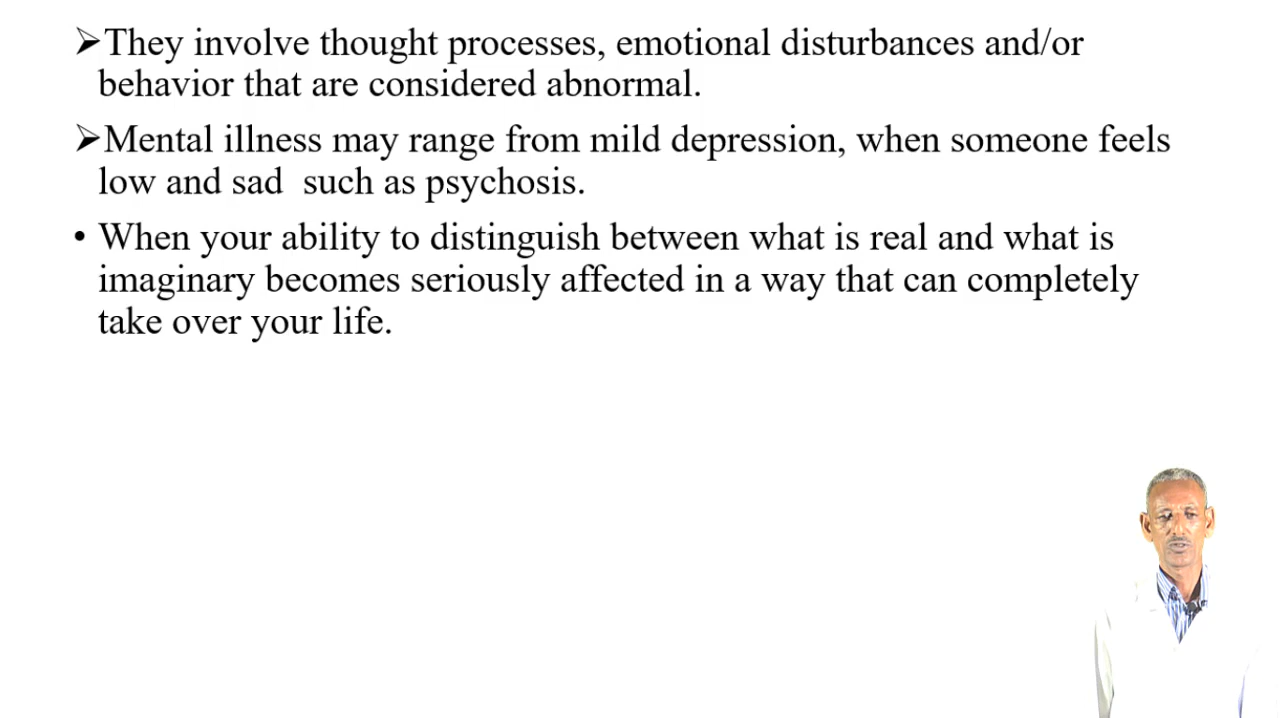 ➢They involve thought processes, emotional disturbances and/or
behavior that are considered abnormal.
➢Mental illness may range from mild depression, when someone feels
low and sad  such as psychosis.
• When your ability to distinguish between what is real and what is
imaginary becomes seriously affected in a way that can completely
take over your life.